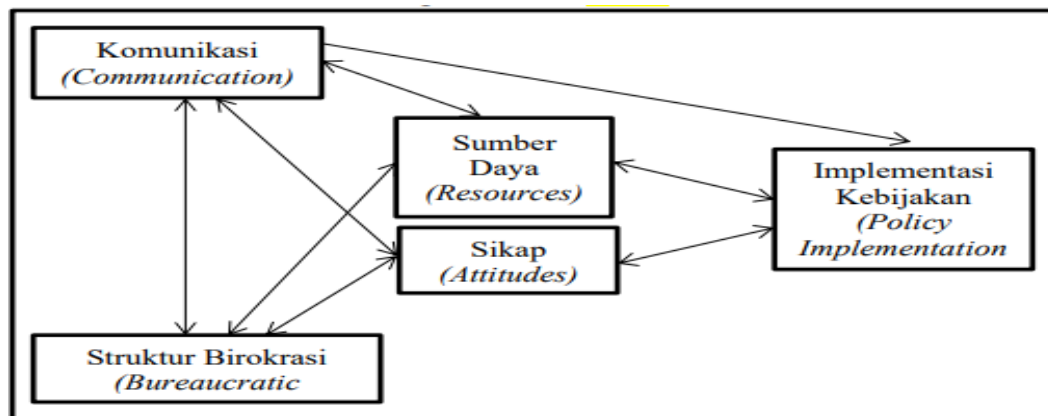 Komunikasi
(Communication)
Sumber
Daya
(Resources)
Implementasi
Kebijakan
(Policy
Implementation
Sikap
(Attitudes)
Struktur Birokrasi
(Bureaucratic